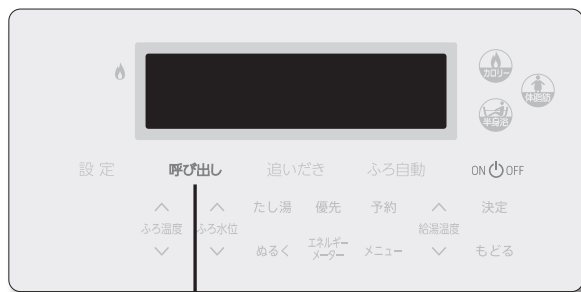 カロリー
体脂肪
半身浴
設定 呼び出し 追いだき ふろ自動 ON OFF
たし湯 優先 予約 決定
ふろ温度 ふろ水位 給湯温度
ぬるく エネルギーメーター メニュー もどる